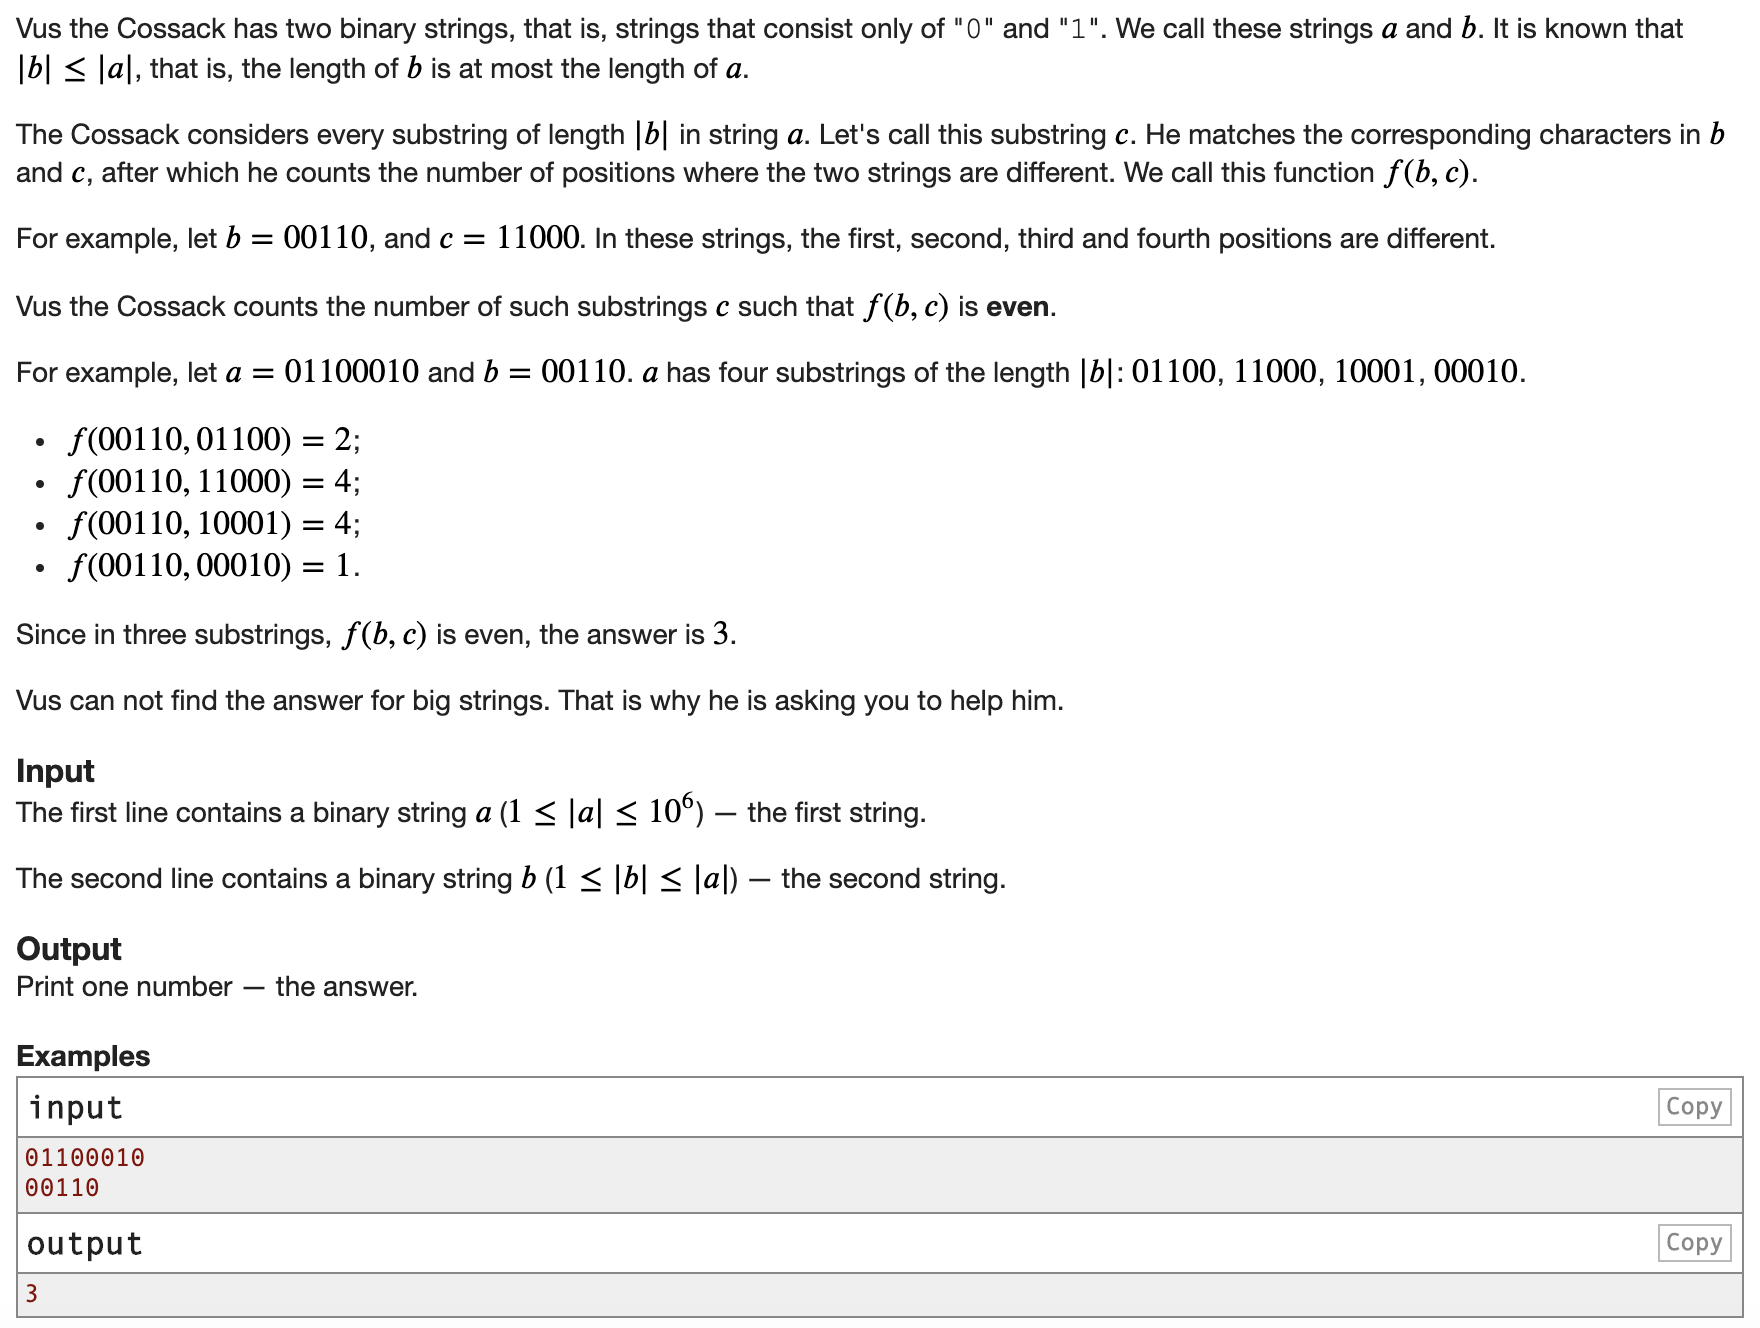 Vus the Cossack has two binary strings, that is, strings that consist only of "0" and "1". We call these strings a and b. It is known that
|b| ≤ |a|, that is, the length of b is at most the length of a.
The Cossack considers every substring of length |b| in string a. Let's call this substring c. He matches the corresponding characters in b
and c, after which he counts the number of positions where the two strings are different. We call this function f(b, c).
For example, let b = 00110, and c = 11000. In these strings, the first, second, third and fourth positions are different.
Vus the Cossack counts the number of such substrings c such that f(b, c) is even.
For example, let a = 01100010 and b = 00110. a has four substrings of the length |b|: 01100, 11000, 10001, 00010.
• f(00110, 01100) = 2;
• f(00110, 11000) = 4;
• f(00110, 10001) = 4;
• f(00110, 00010) = 1.
Since in three substrings, f(b, c) is even, the answer is 3.
Vus can not find the answer for big strings. That is why he is asking you to help him.
Input
The first line contains a binary string a (1 ≤ |a| ≤ 10⁶) — the first string.
The second line contains a binary string b (1 ≤ |b| ≤ |a|) — the second string.
Output
Print one number — the answer.
Examples
input Copy
01100010
00110
output Copy
3